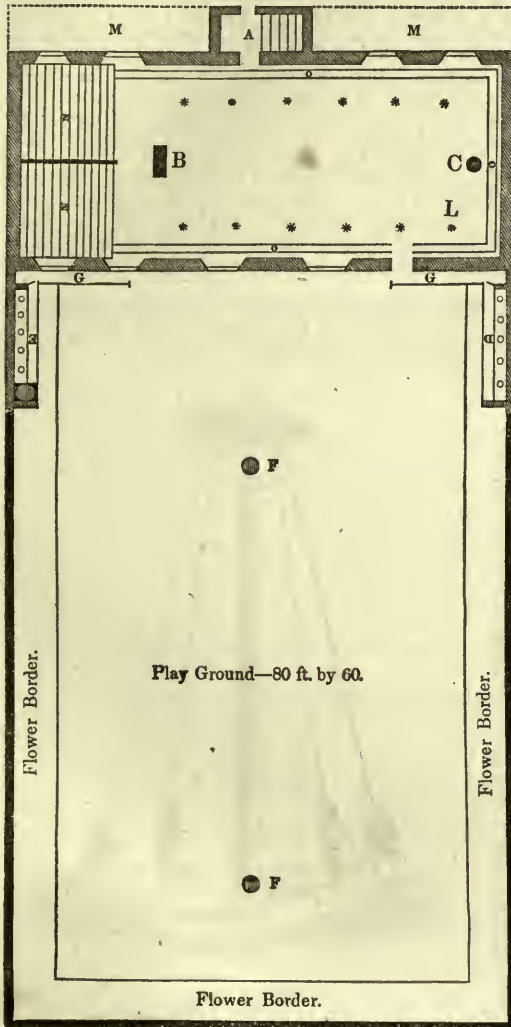 M A M
O
N B C O
N L
O
G G
E D
F
Play Ground—80 ft. by 60.
Flower Border.
Flower Border.
F
Flower Border.